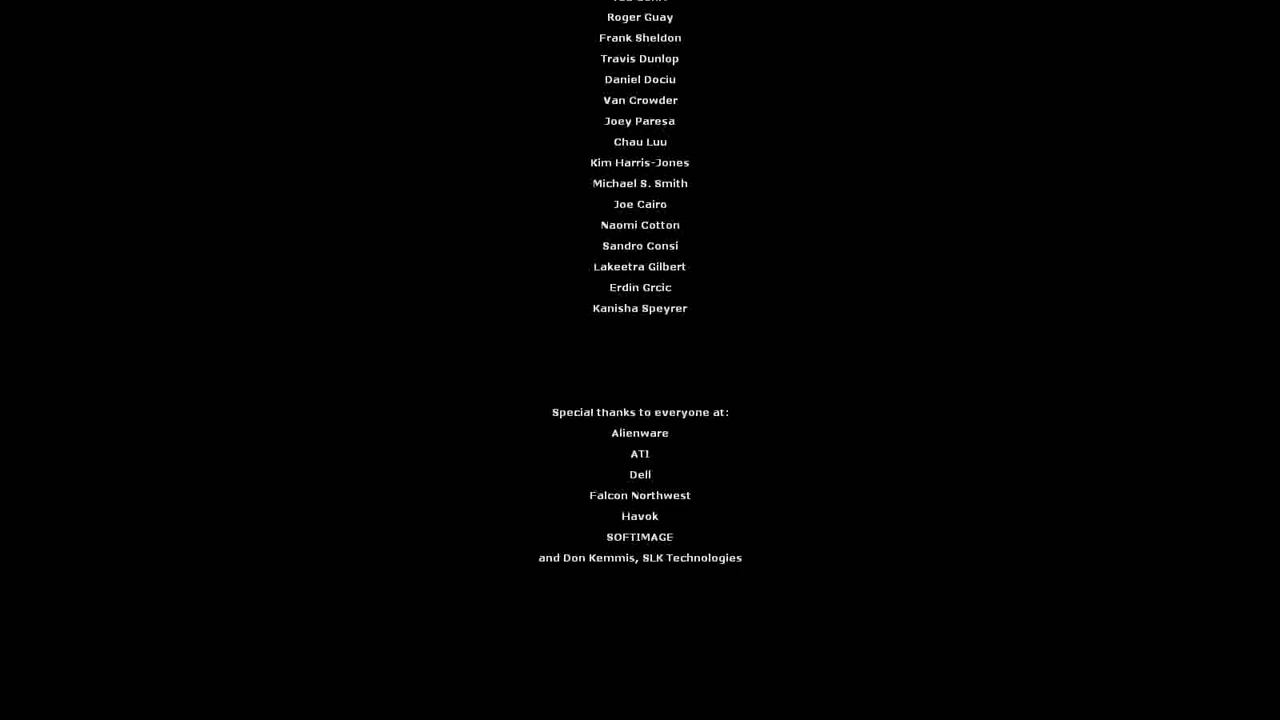 Roger Guay
Frank Sheldon
Travis Dunlop
Daniel Dociu
Van Crowder
Joey Paresa
Chau Luu
Kim Harris-Jones
Michael S. Smith
Joe Cairo
Naomi Cotton
Sandro Consi
Lakeetra Gilbert
Erdin Grcic
Kanisha Speyrer
Special thanks to everyone at:
Alienware
ATI
Dell
Falcon Northwest
Havok
SOFTIMAGE
and Don Kemmis, SLK Technologies